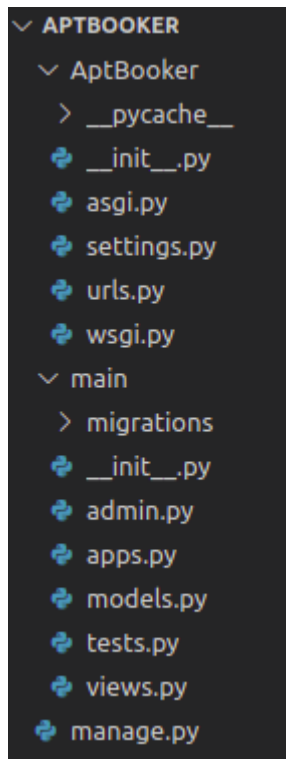 APTBOOKER
AptBooker
__pycache__
__init__.py
asgi.py
settings.py
urls.py
wsgi.py
main
migrations
__init__.py
admin.py
apps.py
models.py
tests.py
views.py
manage.py